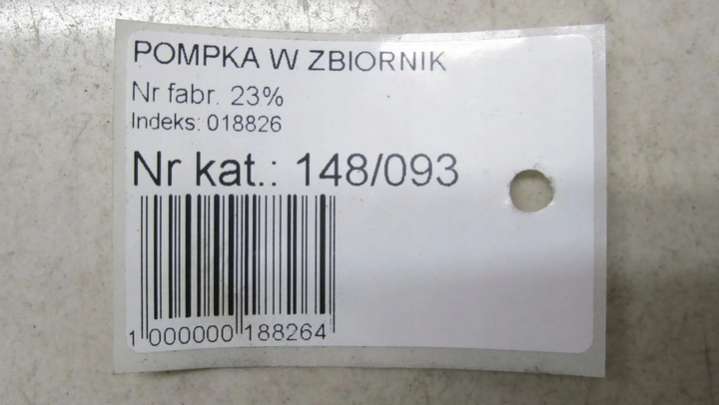 POMPKA W ZBIORNIK
Nr fabr. 23%
Indeks: 018826
Nr kat.: 148/093
1 000000 188264